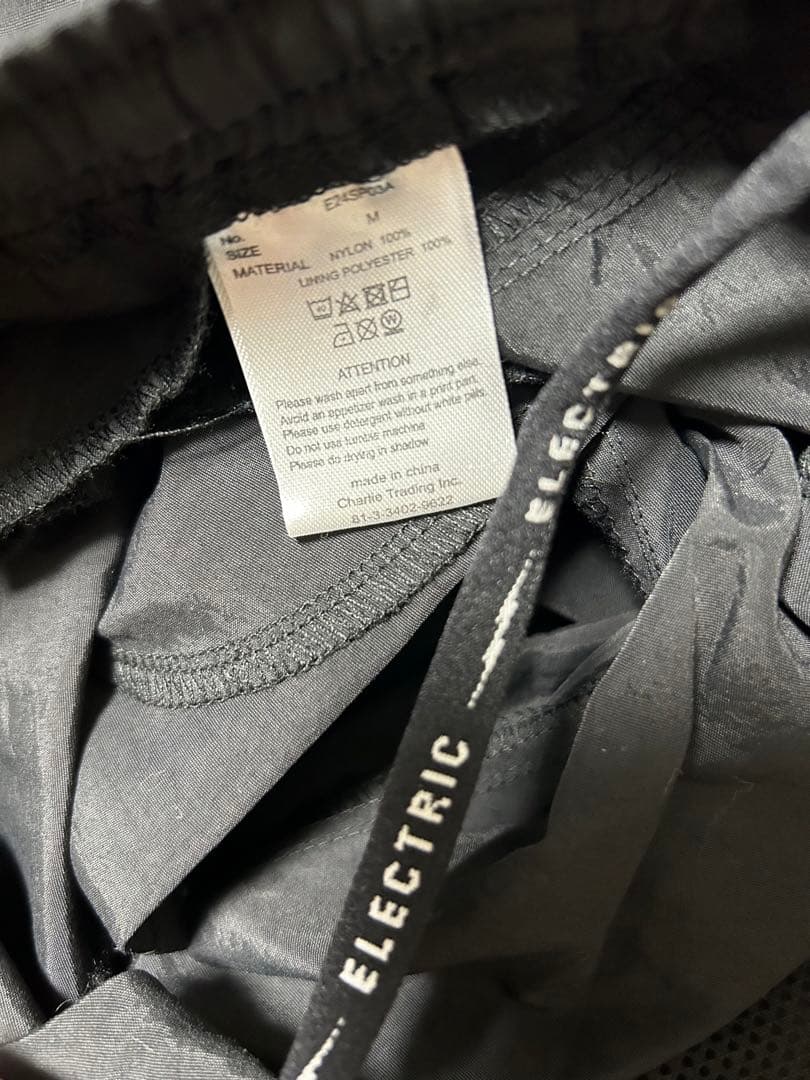 No. E24SP03A
SIZE M
MATERIAL NYLON 100%
LINING POLYESTER 100%
40
W
ATTENTION
Please wash apart from something else.
Avoid an appetizer wash in a print part.
Please use detergent without white pals.
Do not use tumble machine
Please do drying in shadow
made in china
Charlie Trading Inc.
81-3-3402-9622
ELECTRIC
ELECTRIC